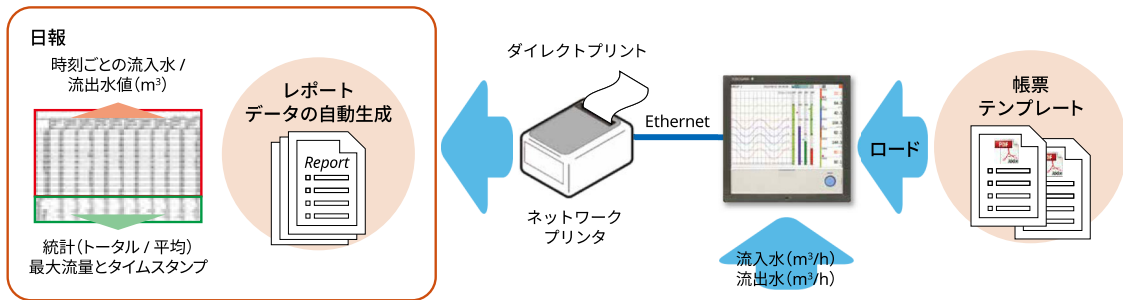 日報
時刻ごとの流入水 /
流出水値（m³）
統計（トータル / 平均）
最大流量とタイムスタンプ
レポート
データの自動生成
Report
ダイレクトプリント
Ethernet
ネットワーク
プリンタ
流入水（m³/h）
流出水（m³/h）
ロード
帳票
テンプレート
PDF
PDF